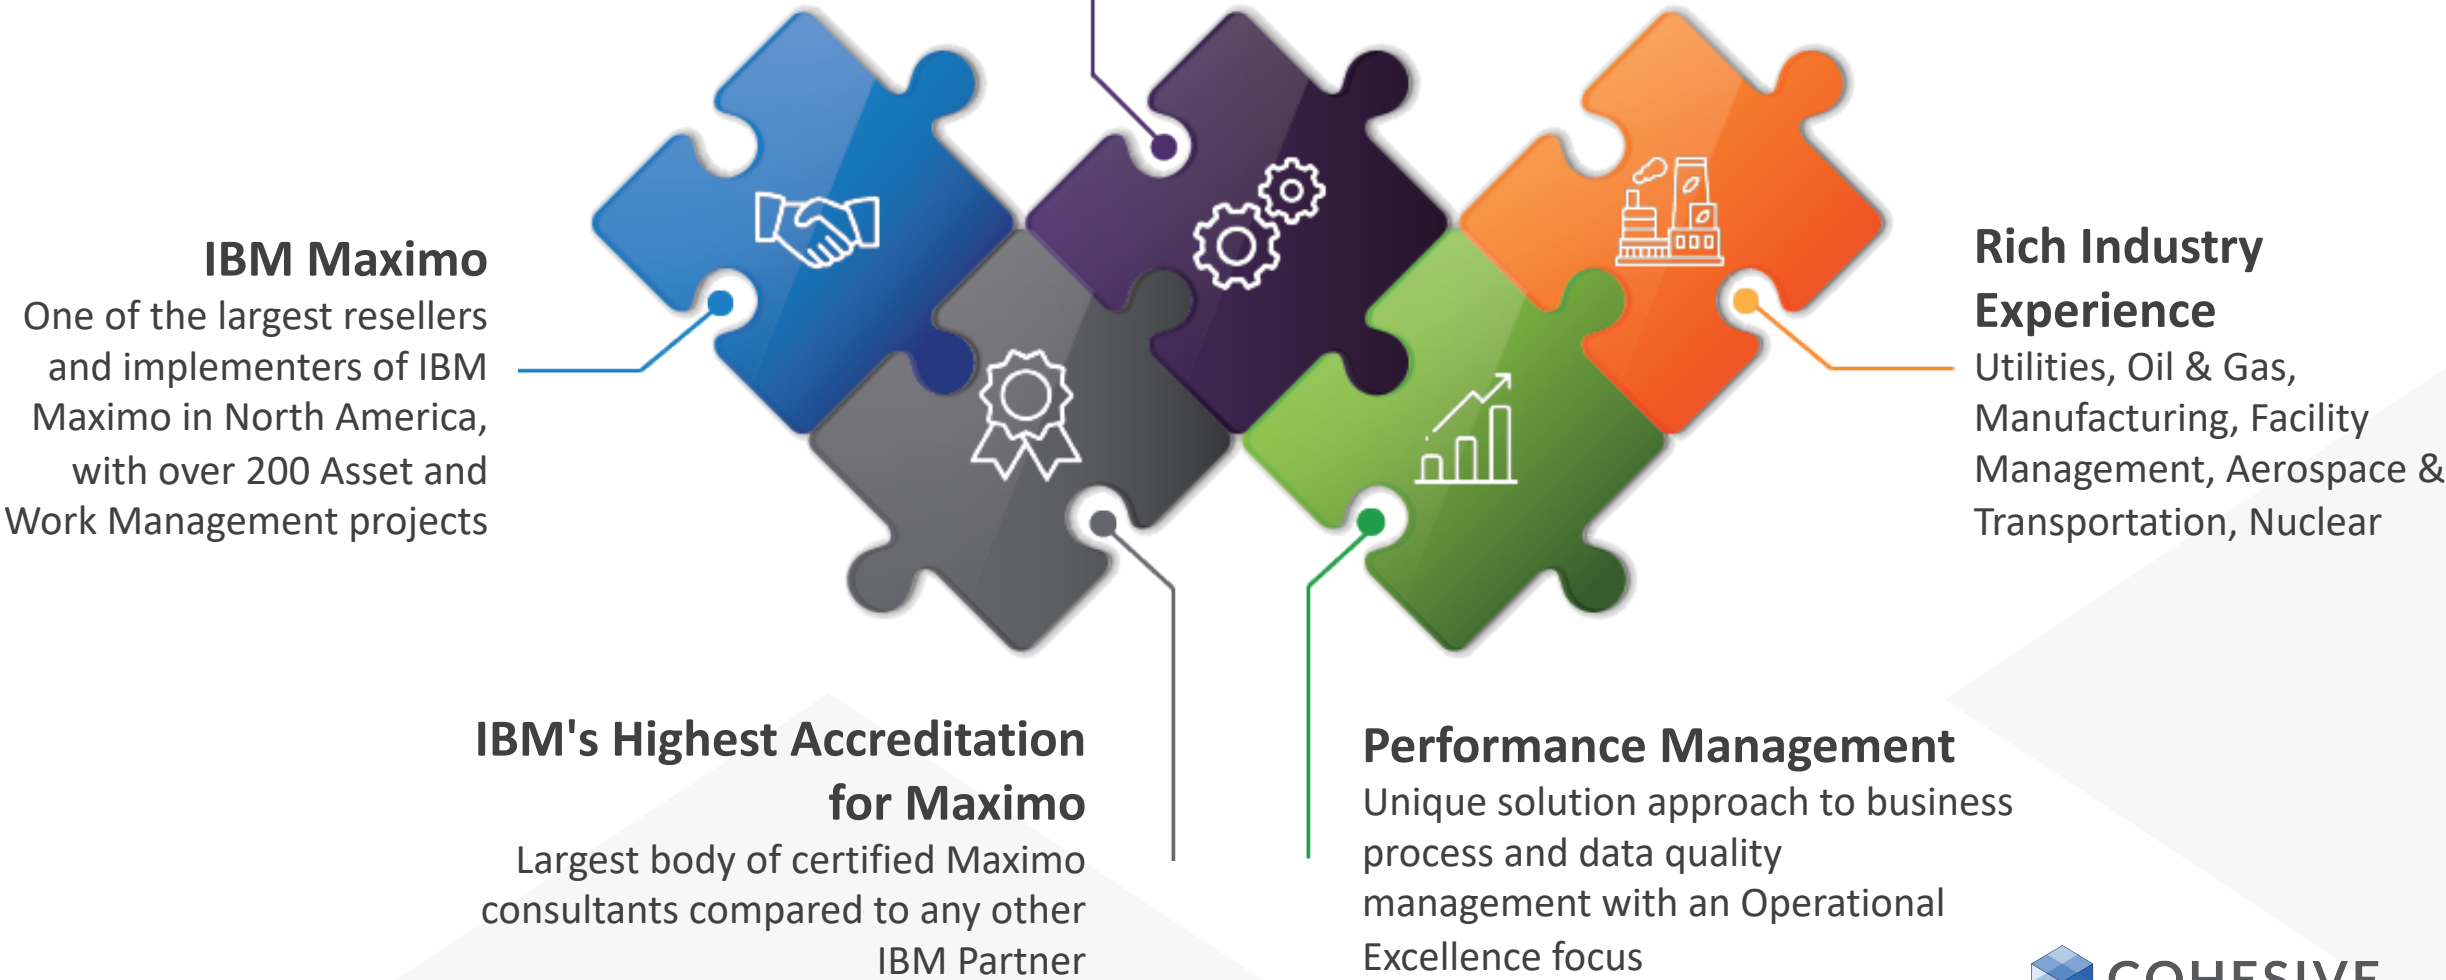 IBM Maximo
One of the largest resellers
and implementers of IBM
Maximo in North America,
with over 200 Asset and
Work Management projects
Rich Industry
Experience
Utilities, Oil & Gas,
Manufacturing, Facility
Management, Aerospace &
Transportation, Nuclear
IBM's Highest Accreditation
for Maximo
Largest body of certified Maximo
consultants compared to any other
IBM Partner
Performance Management
Unique solution approach to business
process and data quality
management with an Operational
Excellence focus
COHESIVE